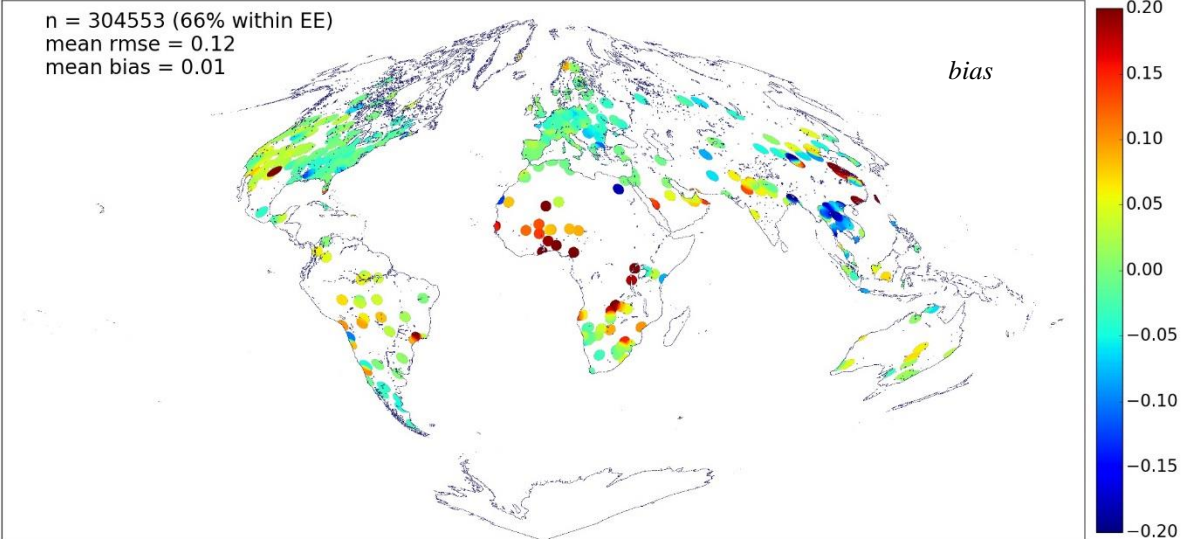 n = 304553 (66% within EE)
mean rmse = 0.12
mean bias = 0.01
bias
0.20
0.15
0.10
0.05
0.00
−0.05
−0.10
−0.15
−0.20